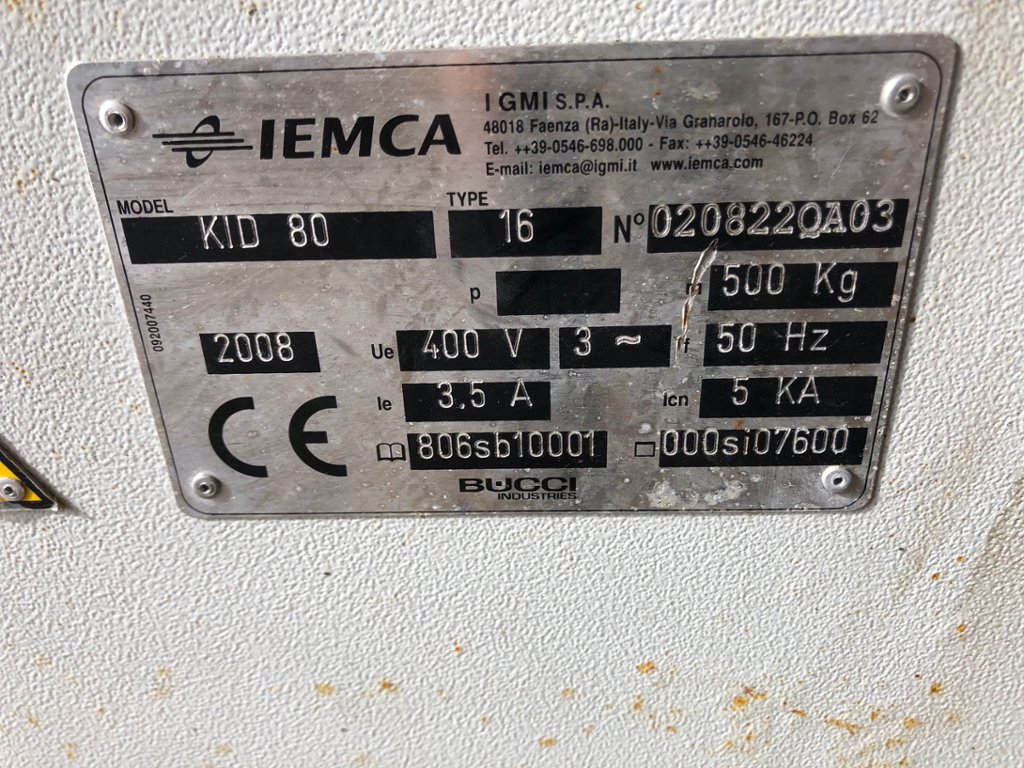 IEMCA
I GMI S.P.A.
48018 Faenza (Ra)-Italy-Via Granarolo, 167-P.O. Box 62
Tel. ++39-0546-698.000 - Fax: ++39-0546-46224
E-mail: iemca@igmi.it www.iemca.com
MODEL KID 80 TYPE 16 N° 020822QA03
p m 500 Kg
092007440
2008 Ue 400 V 3 ~ f 50 Hz
Ie 3.5 A Icn 5 KA
CE 806sb10001 000si07600
BUCCI
INDUSTRIES